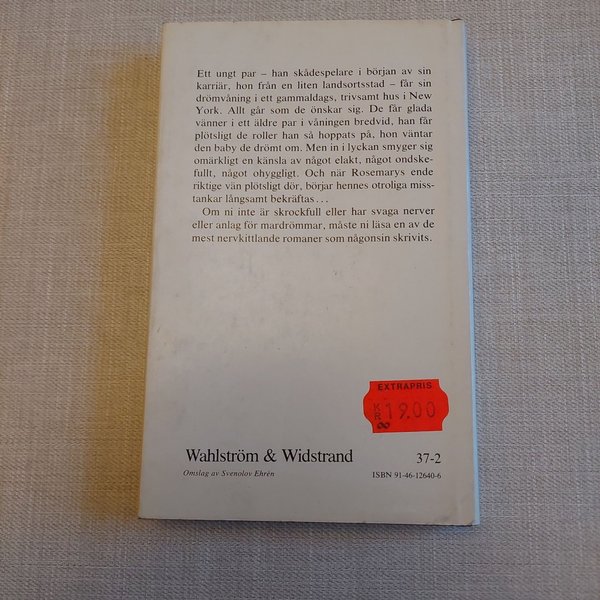 Ett ungt par – han skådespelare i början av sin
karriär, hon från en liten landsortsstad – får sin
drömvåning i ett gammaldags, trivsamt hus i New
York. Allt går som de önskar sig. De får glada
vänner i ett äldre par i våningen bredvid, han får
plötsligt de roller han så hoppats på, hon väntar
den baby de drömt om. Men in i lyckan smyger sig
omärkligt en känsla av något elakt, något ondske-
fullt, något ohyggligt. Och när Rosemarys ende
riktige vän plötsligt dör, börjar hennes otroliga miss-
tankar långsamt bekräftas...
Om ni inte är skrockfull eller har svaga nerver
eller anlag för mardrömmar, måste ni läsa en av de
mest nervkittlande romaner som någonsin skrivits.
EXTRAPRIS
KR 19.00
Wahlström & Widstrand 37-2
Omslag av Svenolov Ehrén ISBN 91-46-12640-6